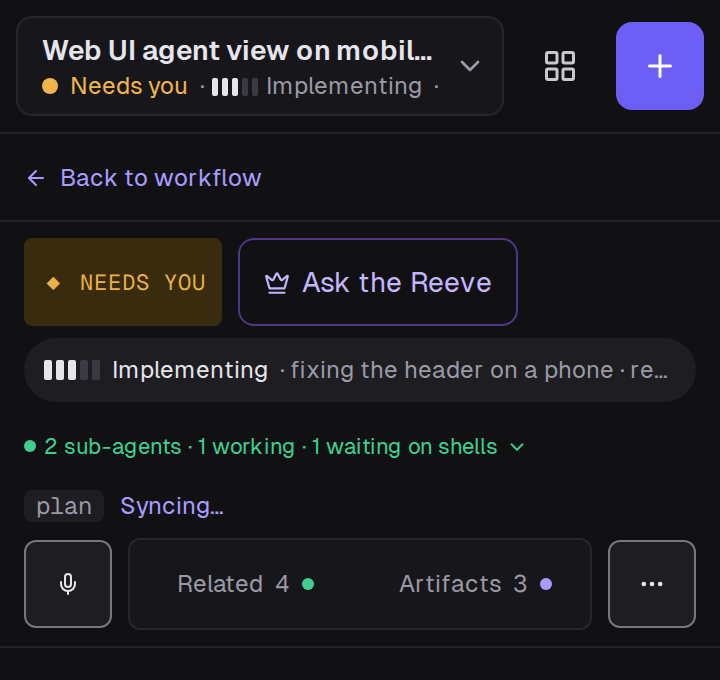 Web UI agent view on mobil…
Needs you · Implementing ·
Back to workflow
NEEDS YOU
Ask the Reeve
Implementing · fixing the header on a phone · re…
2 sub-agents · 1 working · 1 waiting on shells
plan Syncing…
Related 4 Artifacts 3